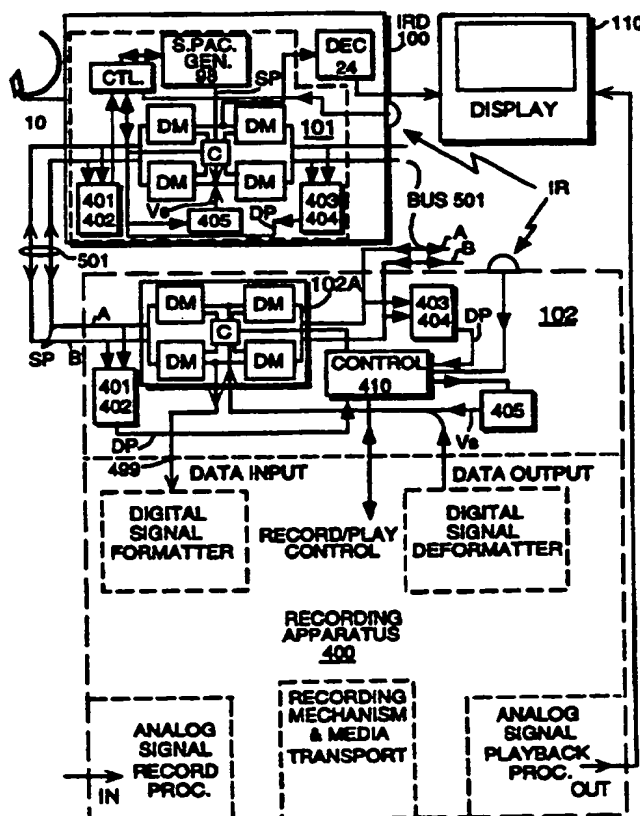 IRD
100
110
S.PAC.
GEN.
98
SP
DEC
24
CTL.
DISPLAY
10
DM
DM
101
C
DM
DM
401
402
Vs
405
DP
403
404
IR
BUS 501
A
B
501
102A
DM
DM
C
DM
DM
403
404
DP
102
A
SP
B
CONTROL
410
401
402
405
DP
Vs
499
DATA INPUT
DATA OUTPUT
DIGITAL
SIGNAL
FORMATTER
RECORD/PLAY
CONTROL
DIGITAL
SIGNAL
DEFORMATTER
RECORDING
APPARATUS
400
ANALOG
SIGNAL
RECORD
PROC.
IN
RECORDING
MECHANISM
& MEDIA
TRANSPORT
ANALOG
SIGNAL
PLAYBACK
PROC.
OUT